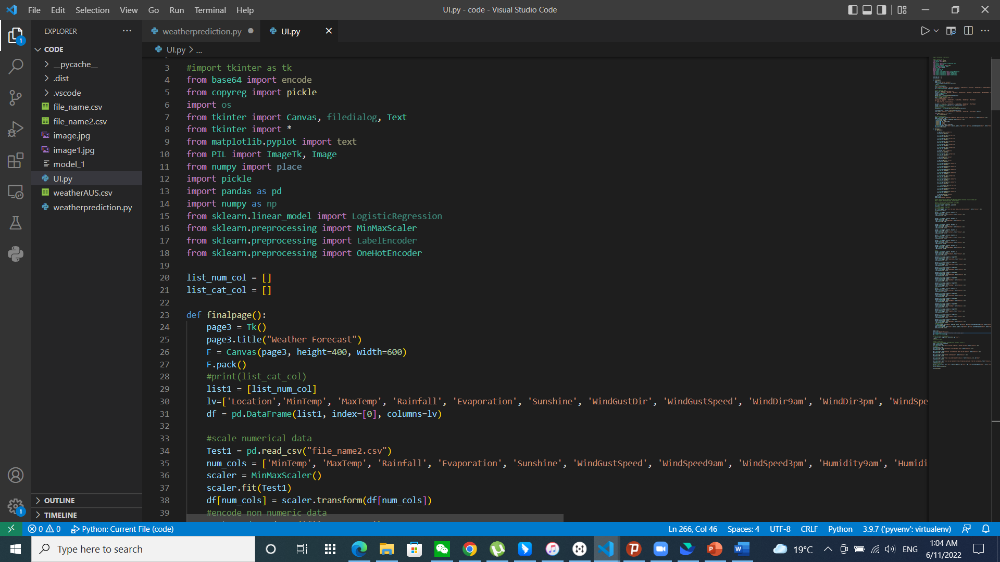 File Edit Selection View Go Run Terminal Help
UI.py - code - Visual Studio Code
EXPLORER
weatherprediction.py
UI.py
CODE
UI.py > ...
__pycache__
.dist
.vscode
file_name.csv
file_name2.csv
image.jpg
image1.jpg
model_1
UI.py
weatherAUS.csv
weatherprediction.py
OUTLINE
TIMELINE
3 #import tkinter as tk
4 from base64 import encode
5 from copyreg import pickle
6 import os
7 from tkinter import Canvas, filedialog, Text
8 from tkinter import *
9 from matplotlib.pyplot import text
10 from PIL import ImageTk, Image
11 from numpy import place
12 import pickle
13 import pandas as pd
14 import numpy as np
15 from sklearn.linear_model import LogisticRegression
16 from sklearn.preprocessing import MinMaxScaler
17 from sklearn.preprocessing import LabelEncoder
18 from sklearn.preprocessing import OneHotEncoder
19
20 list_num_col = []
21 list_cat_col = []
22
23 def finalpage():
24 page3 = Tk()
25 page3.title("Weather Forecast")
26 F = Canvas(page3, height=400, width=600)
27 F.pack()
28 #print(list_cat_col)
29 list1 = [list_num_col]
30 lv=['Location','MinTemp', 'MaxTemp', 'Rainfall', 'Evaporation', 'Sunshine', 'WindGustDir', 'WindGustSpeed', 'WindDir9am', 'WindDir3pm', 'WindSpe
31 df = pd.DataFrame(list1, index=[0], columns=lv)
32
33 #scale numerical data
34 Test1 = pd.read_csv("file_name2.csv")
35 num_cols = ['MinTemp', 'MaxTemp', 'Rainfall', 'Evaporation', 'Sunshine', 'WindGustSpeed', 'WindSpeed9am', 'WindSpeed3pm', 'Humidity9am', 'Humidi
36 scaler = MinMaxScaler()
37 scaler.fit(Test1)
38 df[num_cols] = scaler.transform(df[num_cols])
39 #encode non numeric data
0 0 Python: Current File (code)
Ln 266, Col 46 Spaces: 4 UTF-8 CRLF Python 3.9.7 ('pyvenv': virtualenv)
Type here to search
19°C
ENG
1:04 AM
6/11/2022